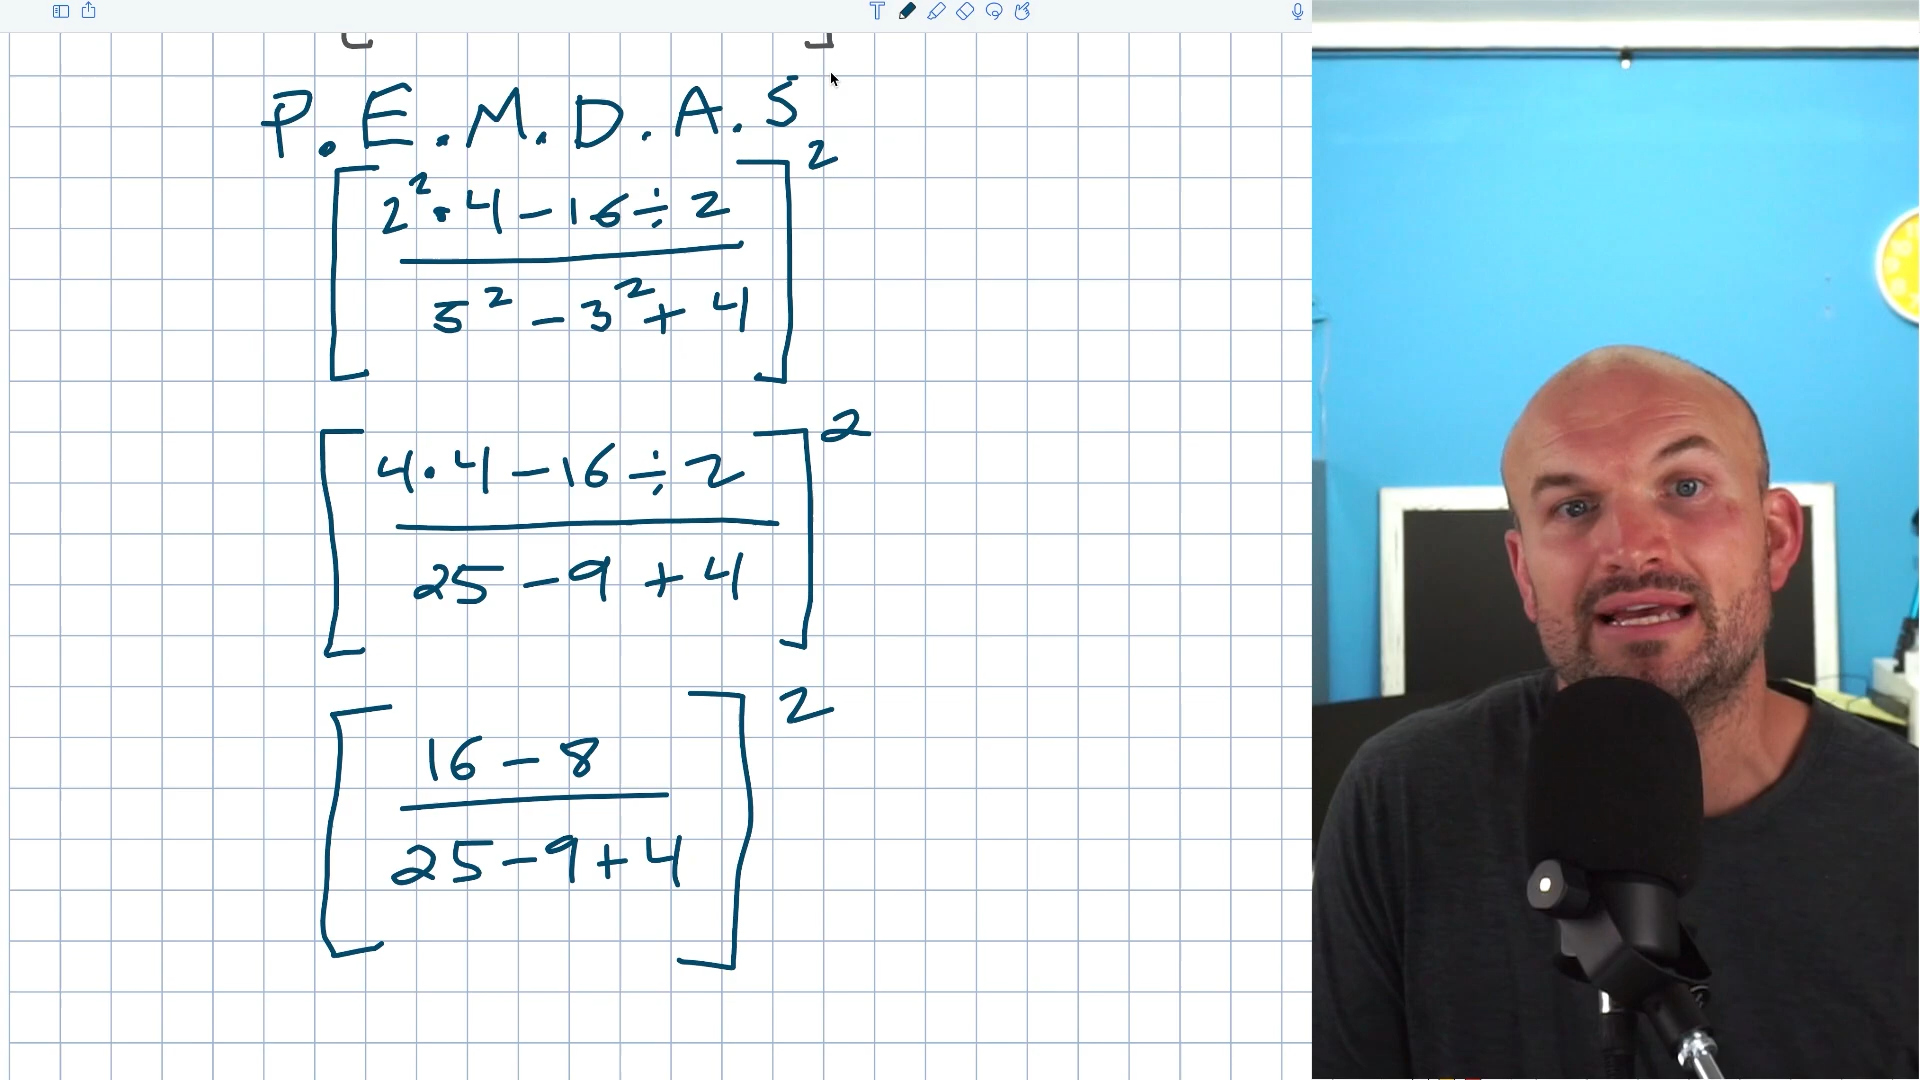 P.E.M.D.A.S
[(2²·4-16÷2)/(5²-3²+4)]²
[(4·4-16÷2)/(25-9+4)]²
[(16-8)/(25-9+4)]²